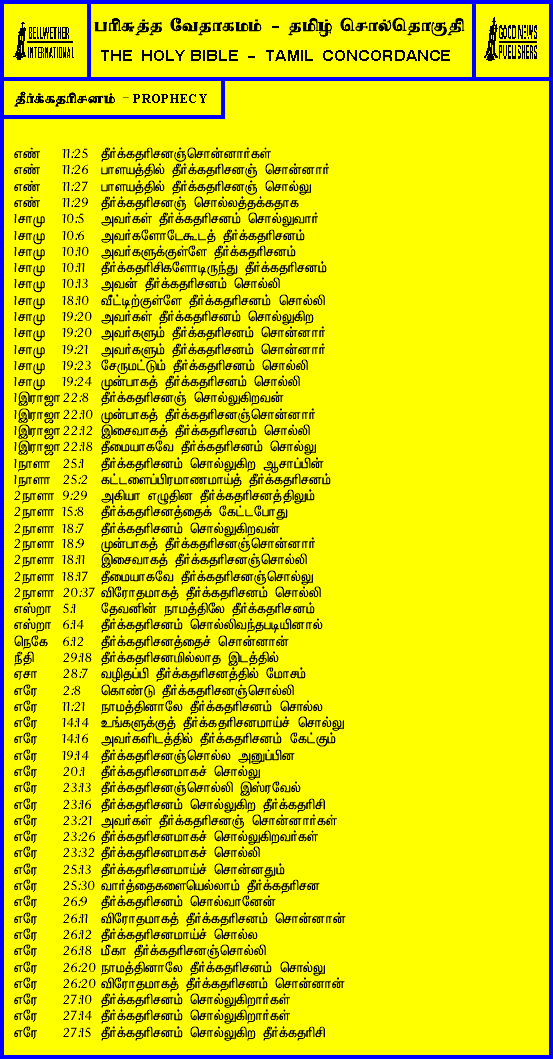 BELLWETHER
INTERNATIONAL
பரிசுத்த வேதாகமம் - தமிழ் சொல்தொகுதி
THE HOLY BIBLE - TAMIL CONCORDANCE
GOOD NEWS
PUBLISHERS
தீர்க்கதரிசனம் - PROPHECY
எண் 11:25 தீர்க்கதரிசனஞ்சொன்னார்கள்
எண் 11:26 பாளயத்தில் தீர்க்கதரிசனஞ் சொன்னார்
எண் 11:27 பாளயத்தில் தீர்க்கதரிசனஞ் சொல்லு
எண் 11:29 தீர்க்கதரிசனஞ் சொல்லத்தக்கதாக
1சாமு 10:5 அவர்கள் தீர்க்கதரிசனம் சொல்லுவார்
1சாமு 10:6 அவர்களோடேகூடத் தீர்க்கதரிசனம்
1சாமு 10:10 அவர்களுக்குள்ளே தீர்க்கதரிசனம்
1சாமு 10:11 தீர்க்கதரிசிகளோடிருந்து தீர்க்கதரிசனம்
1சாமு 10:13 அவன் தீர்க்கதரிசனம் சொல்லி
1சாமு 18:10 வீட்டிற்குள்ளே தீர்க்கதரிசனம் சொல்லி
1சாமு 19:20 அவர்கள் தீர்க்கதரிசனம் சொல்லுகிற
1சாமு 19:20 அவர்களும் தீர்க்கதரிசனம் சொன்னார்
1சாமு 19:21 அவர்களும் தீர்க்கதரிசனம் சொன்னார்
1சாமு 19:23 சேருமட்டும் தீர்க்கதரிசனம் சொல்லி
1சாமு 19:24 முன்பாகத் தீர்க்கதரிசனம் சொல்லி
1இராஜா 22:8 தீர்க்கதரிசனஞ் சொல்லுகிறவன்
1இராஜா 22:10 முன்பாகத் தீர்க்கதரிசனஞ்சொன்னார்
1இராஜா 22:12 இசைவாகத் தீர்க்கதரிசனம் சொல்லி
1இராஜா 22:18 தீமையாகவே தீர்க்கதரிசனம் சொல்லு
1நாளா 25:1 தீர்க்கதரிசனம் சொல்லுகிற ஆசாப்பின்
1நாளா 25:2 கட்டளைப்பிரமாணமாய்த் தீர்க்கதரிசனம்
2நாளா 9:29 அகியா எழுதின தீர்க்கதரிசனத்திலும்
2நாளா 15:8 தீர்க்கதரிசனத்தைக் கேட்டபோது
2நாளா 18:7 தீர்க்கதரிசனம் சொல்லுகிறவன்
2நாளா 18:9 முன்பாகத் தீர்க்கதரிசனஞ்சொன்னார்
2நாளா 18:11 இசைவாகத் தீர்க்கதரிசனஞ்சொல்லி
2நாளா 18:17 தீமையாகவே தீர்க்கதரிசனஞ்சொல்லு
2நாளா 20:37 விரோதமாகத் தீர்க்கதரிசனம் சொல்லி
எஸ்றா 5:1 தேவனின் நாமத்திலே தீர்க்கதரிசனம்
எஸ்றா 6:14 தீர்க்கதரிசனம் சொல்லிவந்தபடியினால்
நெகே 6:12 தீர்க்கதரிசனத்தைச் சொன்னான்
நீதி 29:18 தீர்க்கதரிசனமில்லாத இடத்தில்
ஏசா 28:7 வழிதப்பி தீர்க்கதரிசனத்தில் மோசம்
எரே 2:8 கொண்டு தீர்க்கதரிசனஞ்சொல்லி
எரே 11:21 நாமத்தினாலே தீர்க்கதரிசனம் சொல்ல
எரே 14:14 உங்களுக்குத் தீர்க்கதரிசனமாய்ச் சொல்லு
எரே 14:16 அவர்களிடத்தில் தீர்க்கதரிசனம் கேட்கும்
எரே 19:14 தீர்க்கதரிசனஞ்சொல்ல அனுப்பின
எரே 20:1 தீர்க்கதரிசனமாகச் சொல்லு
எரே 23:13 தீர்க்கதரிசனஞ்சொல்லி இஸ்ரவேல்
எரே 23:16 தீர்க்கதரிசனம் சொல்லுகிற தீர்க்கதரிசி
எரே 23:21 அவர்கள் தீர்க்கதரிசனஞ் சொன்னார்கள்
எரே 23:26 தீர்க்கதரிசனமாகச் சொல்லுகிறவர்கள்
எரே 23:32 தீர்க்கதரிசனமாகச் சொல்லி
எரே 25:13 தீர்க்கதரிசனமாய்ச் சொன்னதும்
எரே 25:30 வார்த்தைகளையெல்லாம் தீர்க்கதரிசன
எரே 26:9 தீர்க்கதரிசனம் சொல்வானேன்
எரே 26:11 விரோதமாகத் தீர்க்கதரிசனம் சொன்னான்
எரே 26:12 தீர்க்கதரிசனமாய்ச் சொல்ல
எரே 26:18 மீகா தீர்க்கதரிசனஞ்சொல்லி
எரே 26:20 நாமத்தினாலே தீர்க்கதரிசனம் சொல்லு
எரே 26:20 விரோதமாகத் தீர்க்கதரிசனம் சொன்னான்
எரே 27:10 தீர்க்கதரிசனம் சொல்லுகிறார்கள்
எரே 27:14 தீர்க்கதரிசனம் சொல்லுகிறார்கள்
எரே 27:15 தீர்க்கதரிசனம் சொல்லுகிற தீர்க்கதரிசி